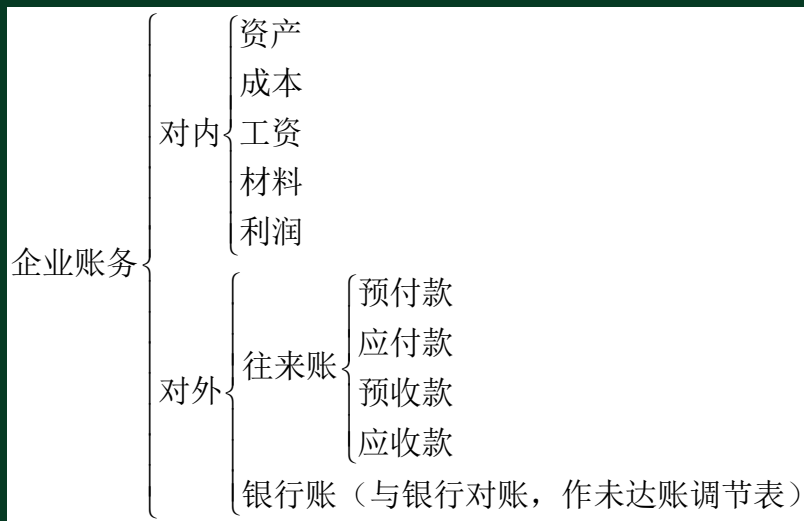 企业账务
对内
资产
成本
工资
材料
利润
对外
往来账
预付款
应付款
预收款
应收款
银行账（与银行对账，作未达账调节表）